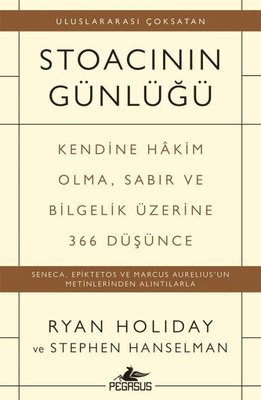 ULUSLARARASI ÇOKSATAN
STOACININ
GÜNLÜĞÜ
KENDİNE HÂKİM
OLMA, SABIR VE
BİLGELİK ÜZERİNE
366 DÜŞÜNCE
SENECA, EPİKTETOS VE MARCUS AURELIUS'UN
METİNLERİNDEN ALINTILARLA
RYAN HOLIDAY
ve STEPHEN HANSELMAN
PEGASUS